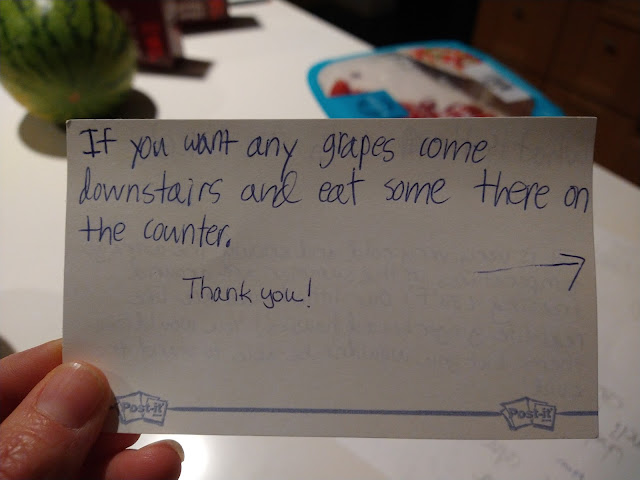 If you want any grapes come
downstairs and eat some there on
the counter.
Thank you!
Post-it
Post-it